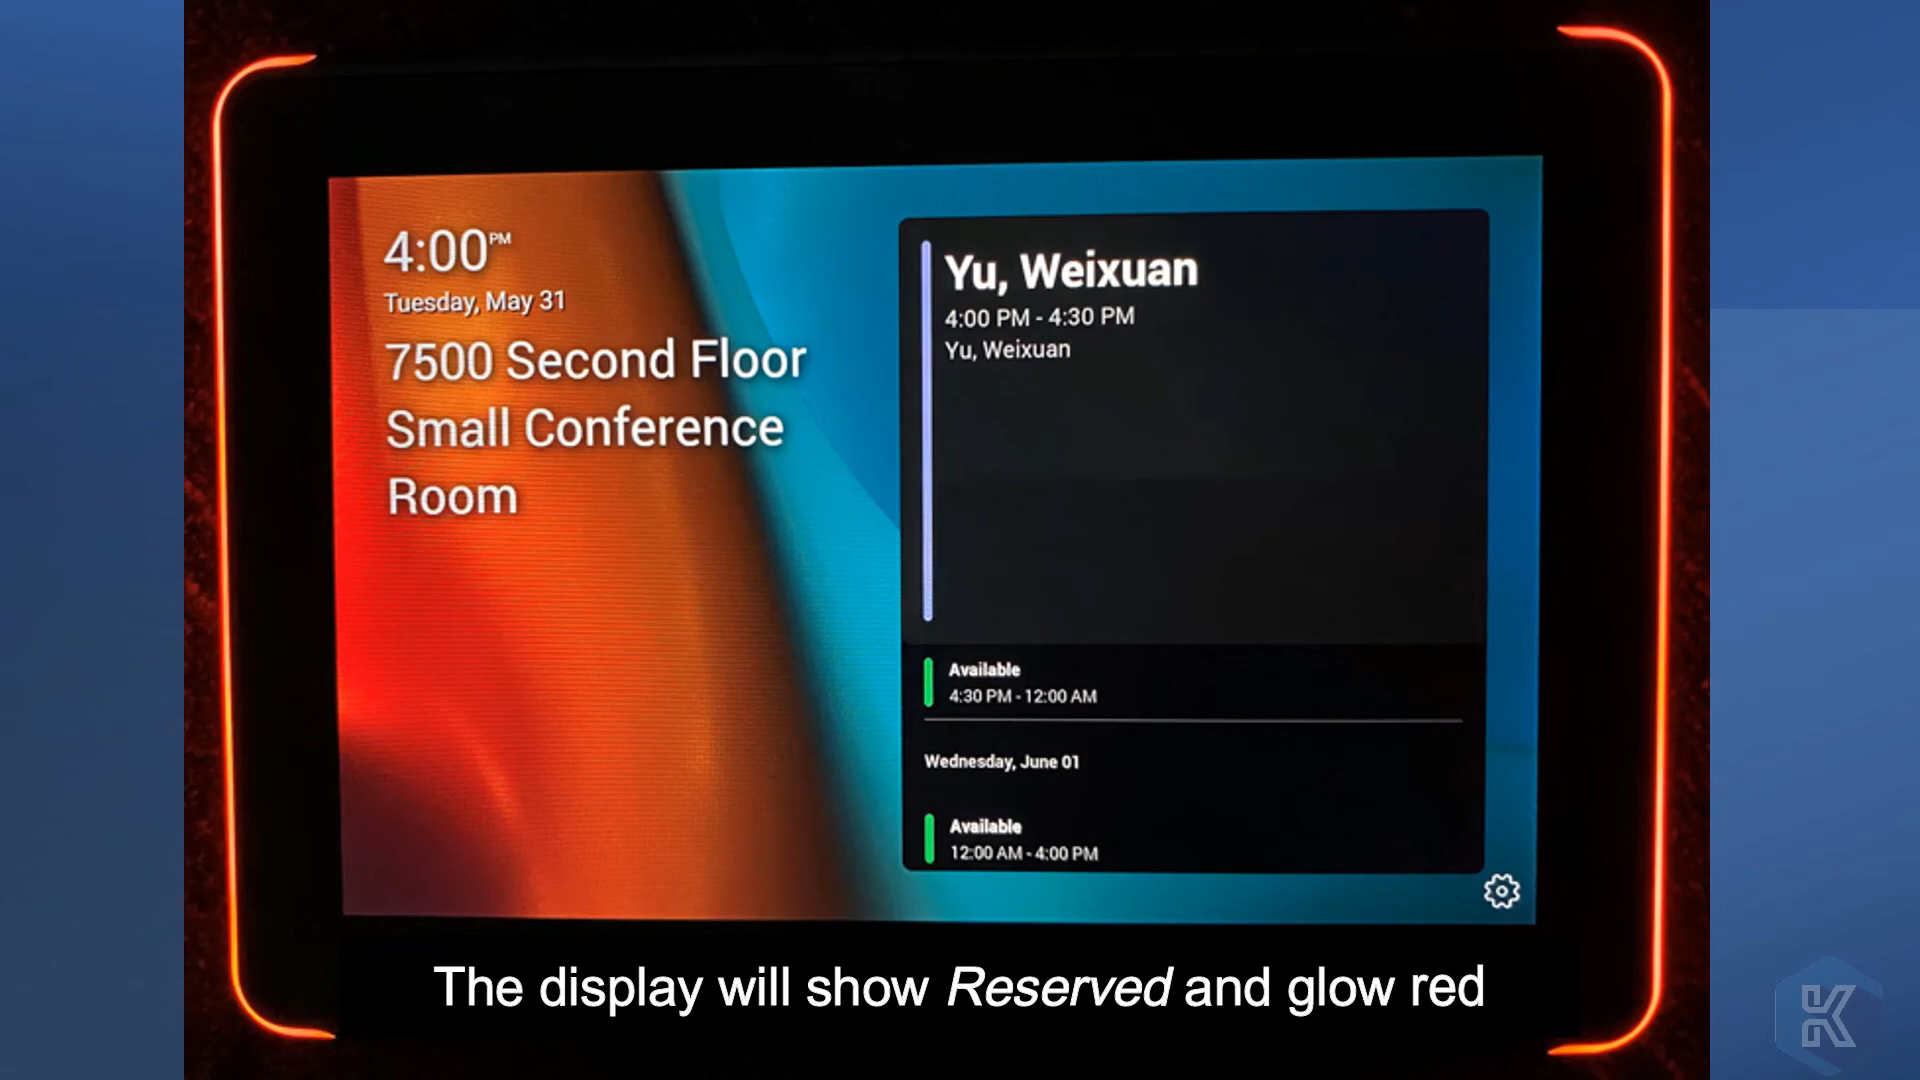 4:00 PM
Tuesday, May 31
7500 Second Floor
Small Conference
Room
Yu, Weixuan
4:00 PM - 4:30 PM
Yu, Weixuan
Available
4:30 PM - 12:00 AM
Wednesday, June 01
Available
12:00 AM - 4:00 PM
The display will show Reserved and glow red
K